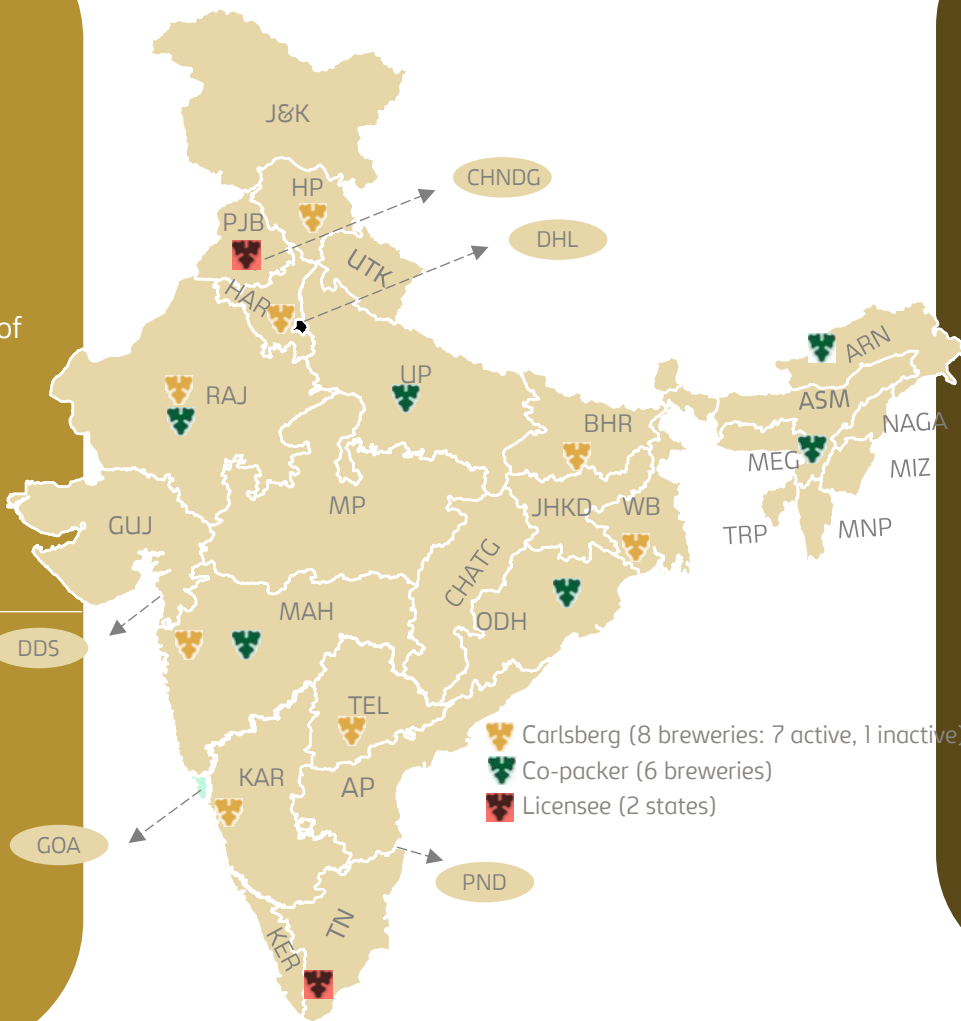 J&K
CHNDG
HP
PJB
DHL
UTK
HAR
of
ARN
UP
RAJ
ASM
BHR
NAGA
MEG
MIZ
MP
JHKD
WB
GUJ
TRP
MNP
CHATG
MAH
ODH
DDS
TEL
Carlsberg (8 breweries: 7 active, 1 inactive)
Co-packer (6 breweries)
Licensee (2 states)
KAR
AP
GOA
PND
TN
KER